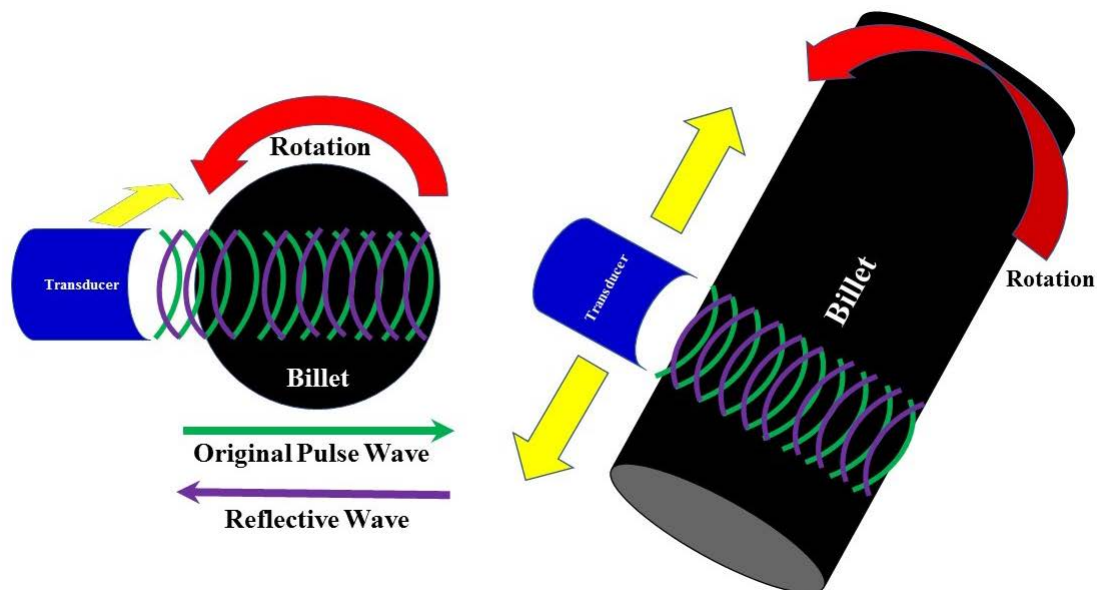 Rotation
Transducer
Billet
Original Pulse Wave
Reflective Wave
Transducer
Billet
Rotation